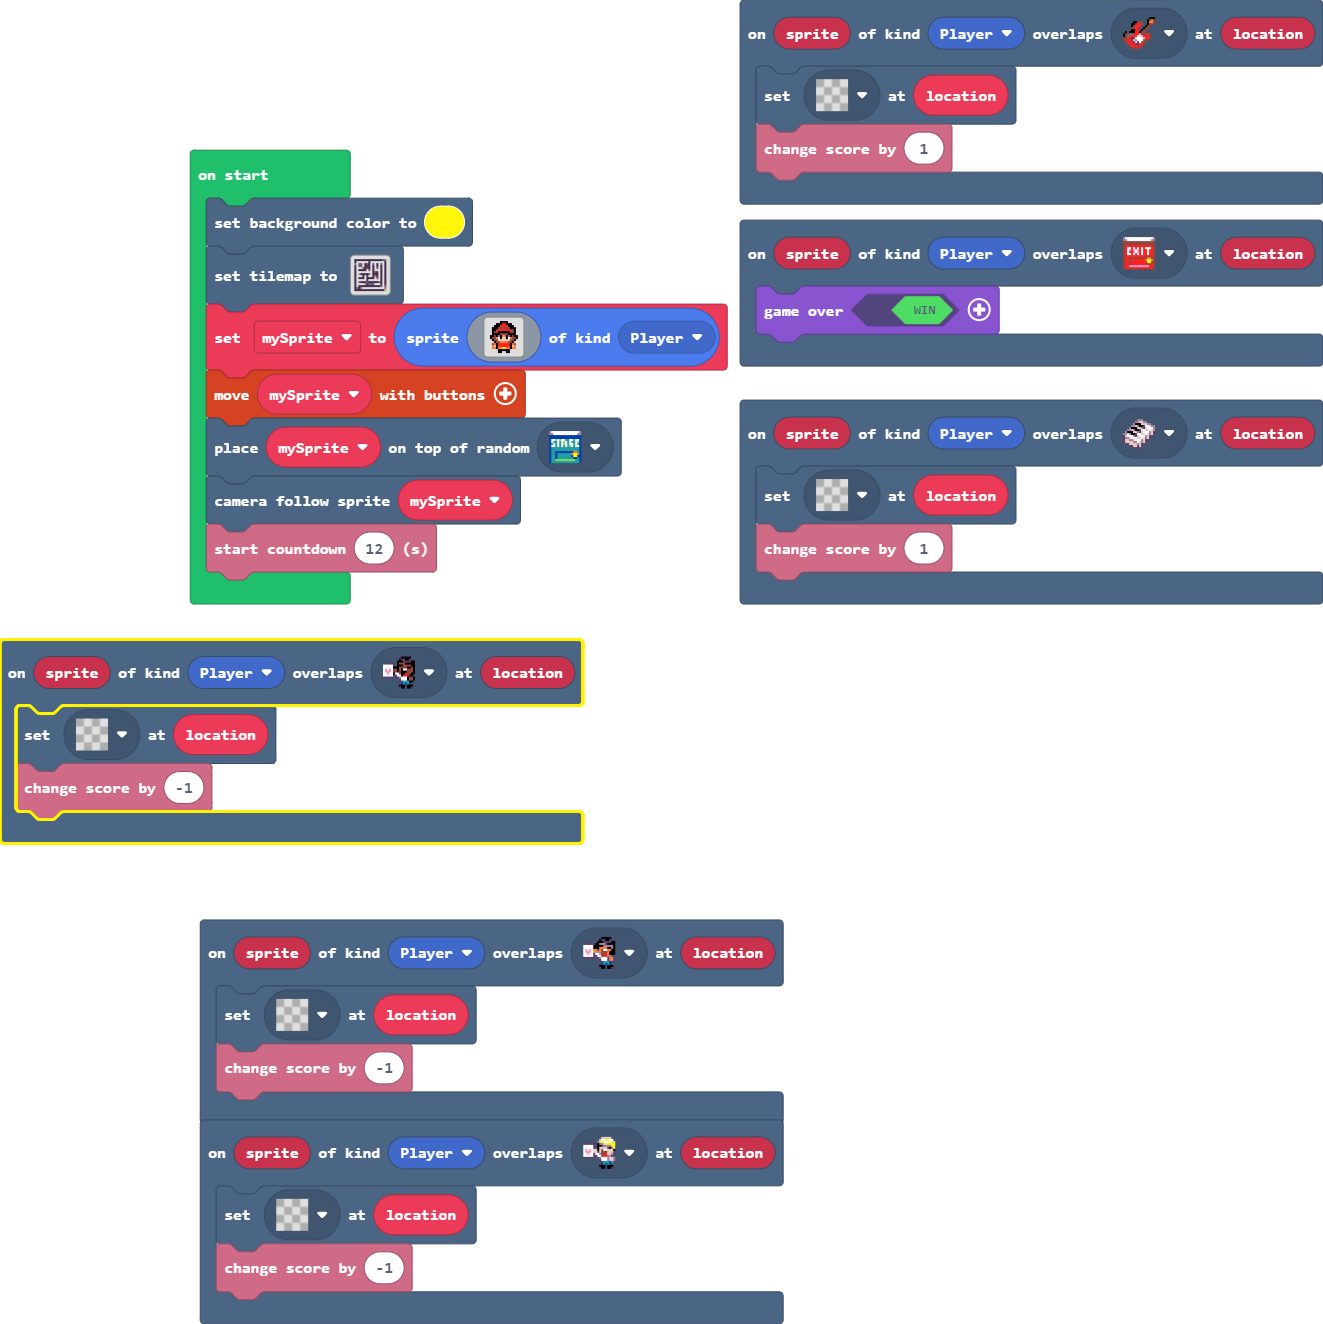 on start
set background color to
set tilemap to
set mySprite to sprite of kind Player
move mySprite with buttons
place mySprite on top of random STAGE
camera follow sprite mySprite
start countdown 12 (s)
on sprite of kind Player overlaps at location
set at location
change score by 1
on sprite of kind Player overlaps EXIT at location
game over WIN
on sprite of kind Player overlaps at location
set at location
change score by 1
on sprite of kind Player overlaps at location
set at location
change score by -1
on sprite of kind Player overlaps at location
set at location
change score by -1
on sprite of kind Player overlaps at location
set at location
change score by -1